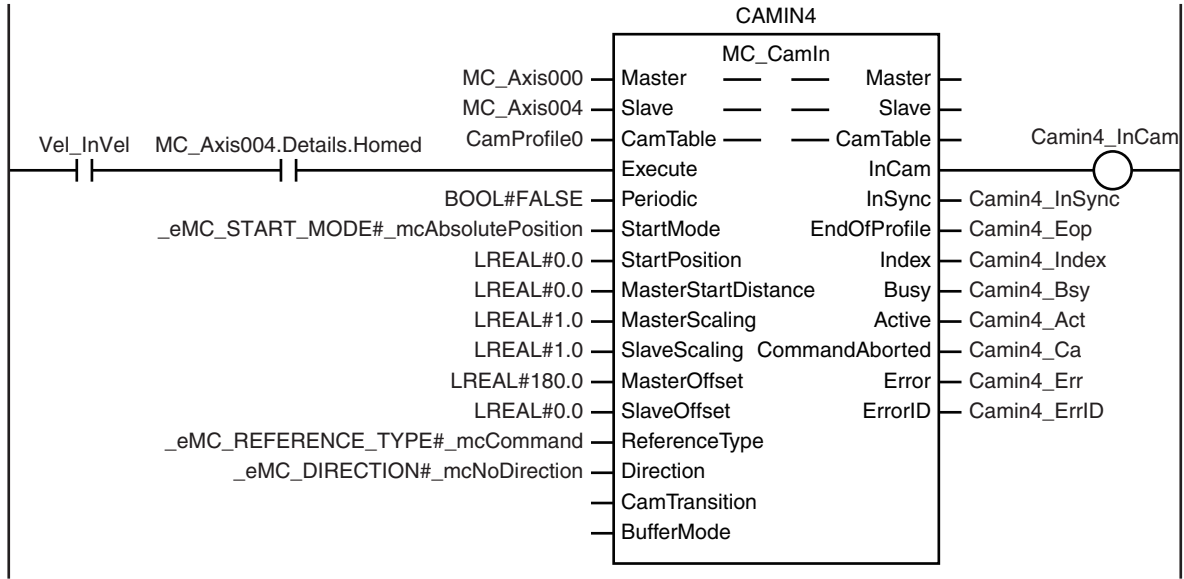 CAMIN4
MC_CamIn
MC_Axis000 Master Master
MC_Axis004 Slave Slave
CamProfile0 CamTable CamTable
Vel_InVel MC_Axis004.Details.Homed Execute InCam Camin4_InCam
BOOL#FALSE Periodic InSync Camin4_InSync
_eMC_START_MODE#_mcAbsolutePosition StartMode EndOfProfile Camin4_Eop
LREAL#0.0 StartPosition Index Camin4_Index
LREAL#0.0 MasterStartDistance Busy Camin4_Bsy
LREAL#1.0 MasterScaling Active Camin4_Act
LREAL#1.0 SlaveScaling CommandAborted Camin4_Ca
LREAL#180.0 MasterOffset Error Camin4_Err
LREAL#0.0 SlaveOffset ErrorID Camin4_ErrID
_eMC_REFERENCE_TYPE#_mcCommand ReferenceType
_eMC_DIRECTION#_mcNoDirection Direction
CamTransition
BufferMode